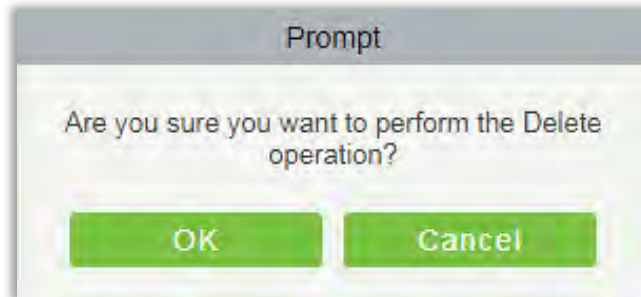 Prompt
Are you sure you want to perform the Delete
operation?
OK
Cancel